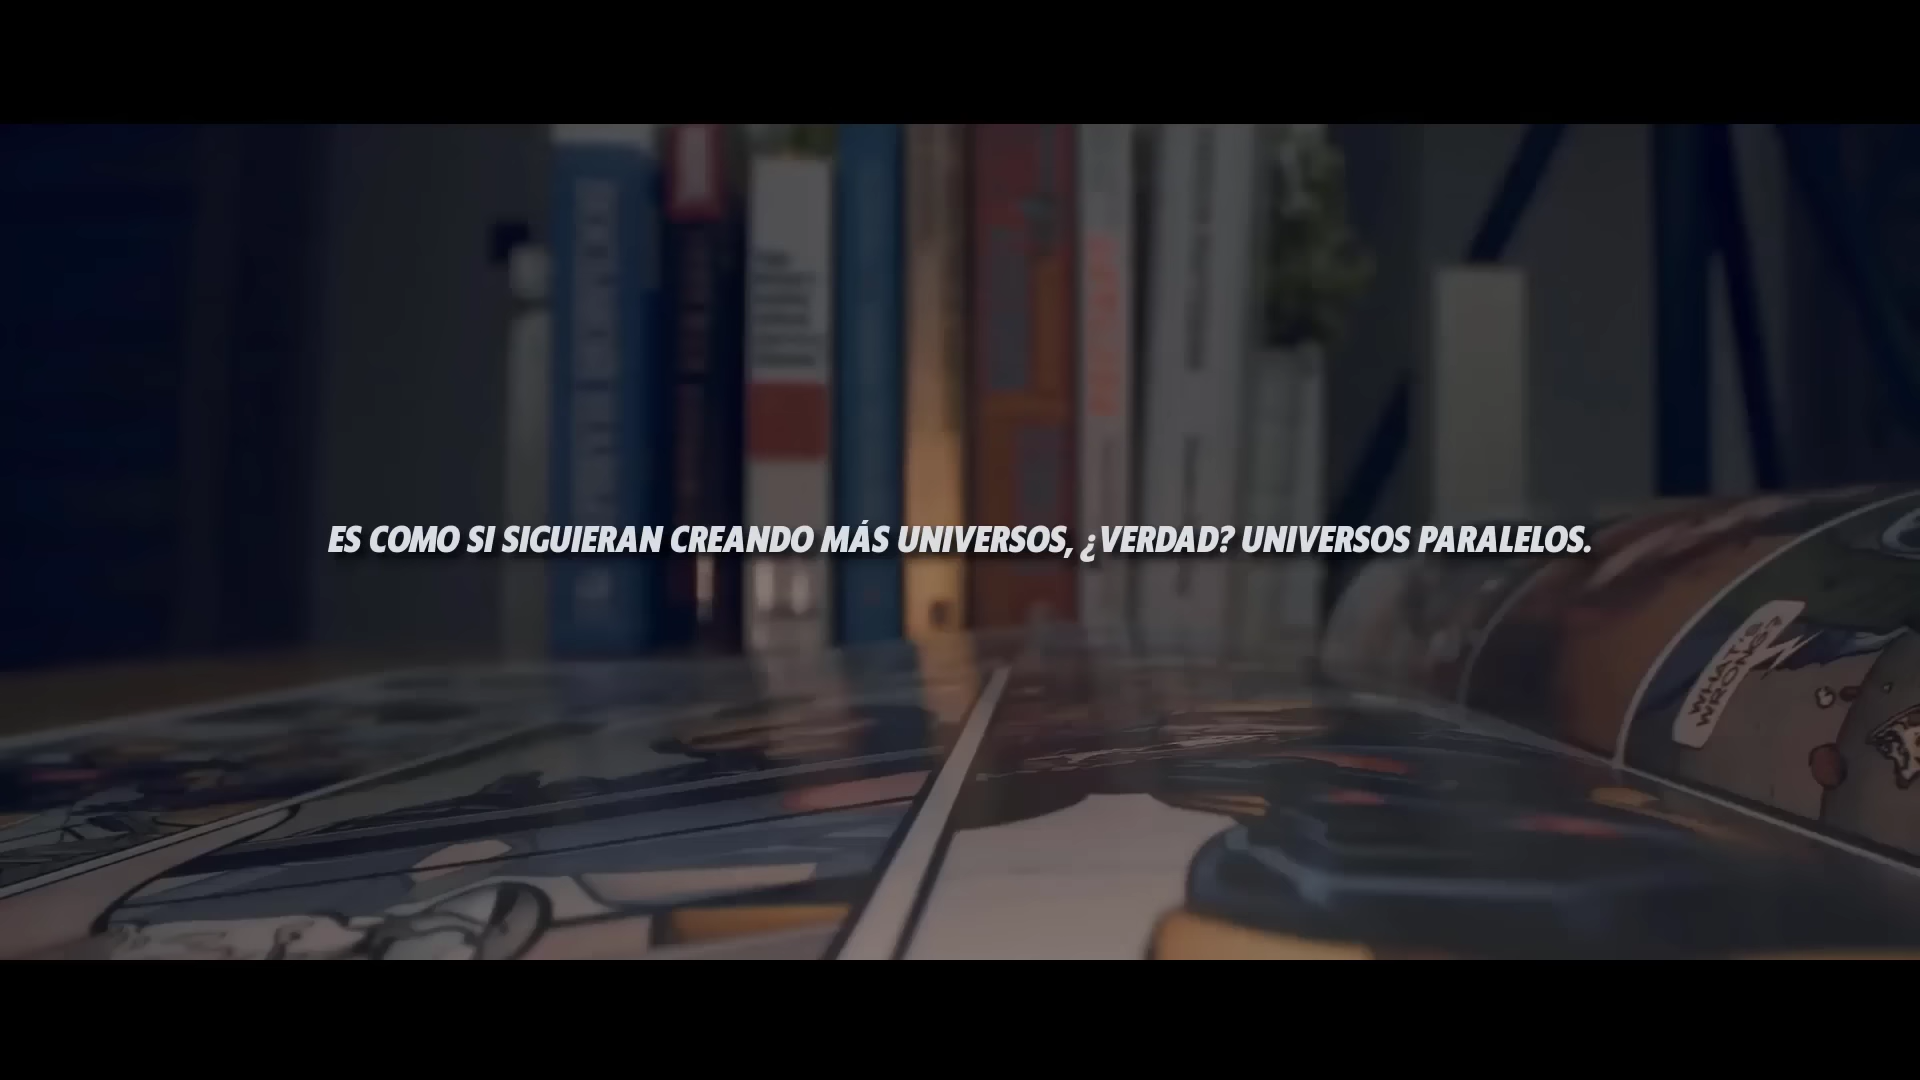 ES COMO SI SIGUIERAN CREANDO MÁS UNIVERSOS, ¿VERDAD? UNIVERSOS PARALELOS.
WHAT'S
WRONG?